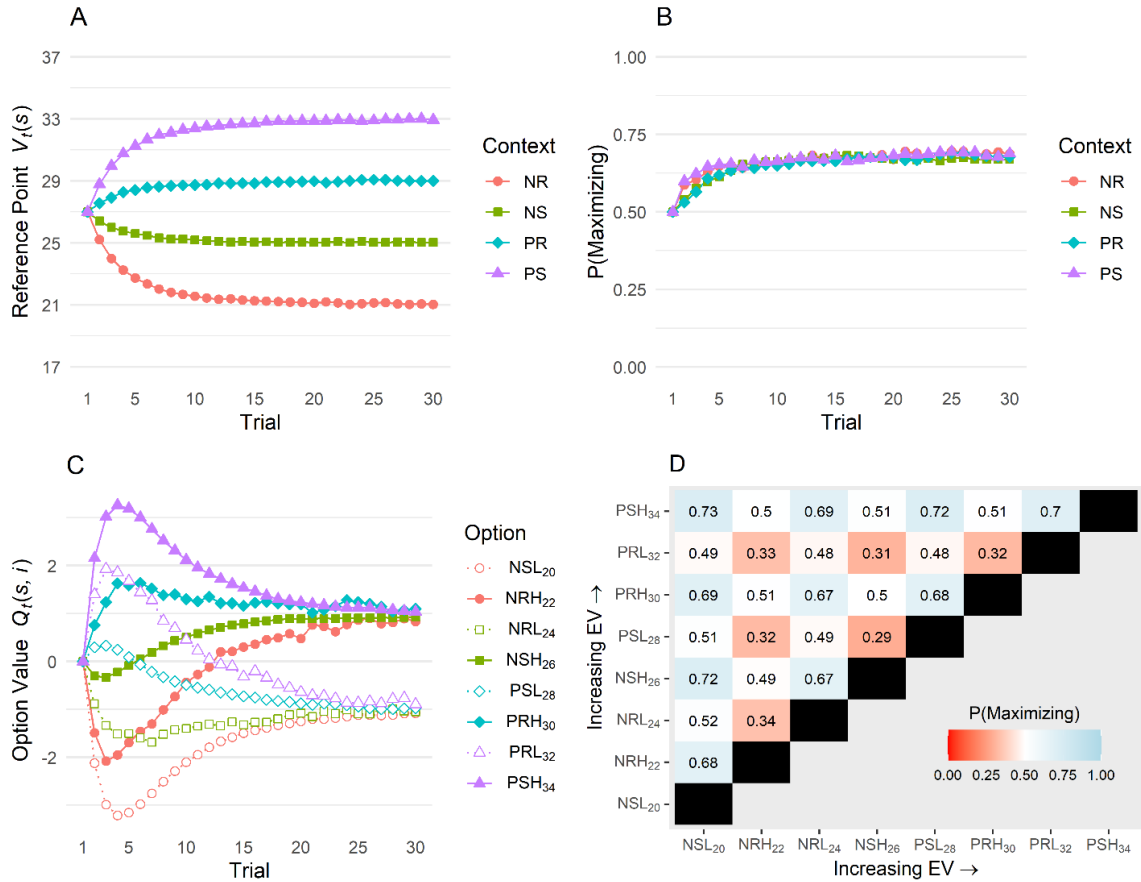 A
Reference Point V_t(s)
37
33
29
25
21
17
1 5 10 15 20 25 30
Trial
Context
NR
NS
PR
PS
B
P(Maximizing)
1.00
0.75
0.50
0.25
0.00
1 5 10 15 20 25 30
Trial
Context
NR
NS
PR
PS
C
Option Value Q_t(s, i)
2
0
-2
1 5 10 15 20 25 30
Trial
Option
NSL₂₀
NRH₂₂
NRL₂₄
NSH₂₆
PSL₂₈
PRH₃₀
PRL₃₂
PSH₃₄
D
Increasing EV →
PSH₃₄ 0.73 0.5 0.69 0.51 0.72 0.51 0.7
PRL₃₂ 0.49 0.33 0.48 0.31 0.48 0.32
PRH₃₀ 0.69 0.51 0.67 0.5 0.68
PSL₂₈ 0.51 0.32 0.49 0.29
NSH₂₆ 0.72 0.49 0.67
NRL₂₄ 0.52 0.34
NRH₂₂ 0.68
NSL₂₀
P(Maximizing)
0.00 0.25 0.50 0.75 1.00
NSL₂₀ NRH₂₂ NRL₂₄ NSH₂₆ PSL₂₈ PRH₃₀ PRL₃₂ PSH₃₄
Increasing EV →